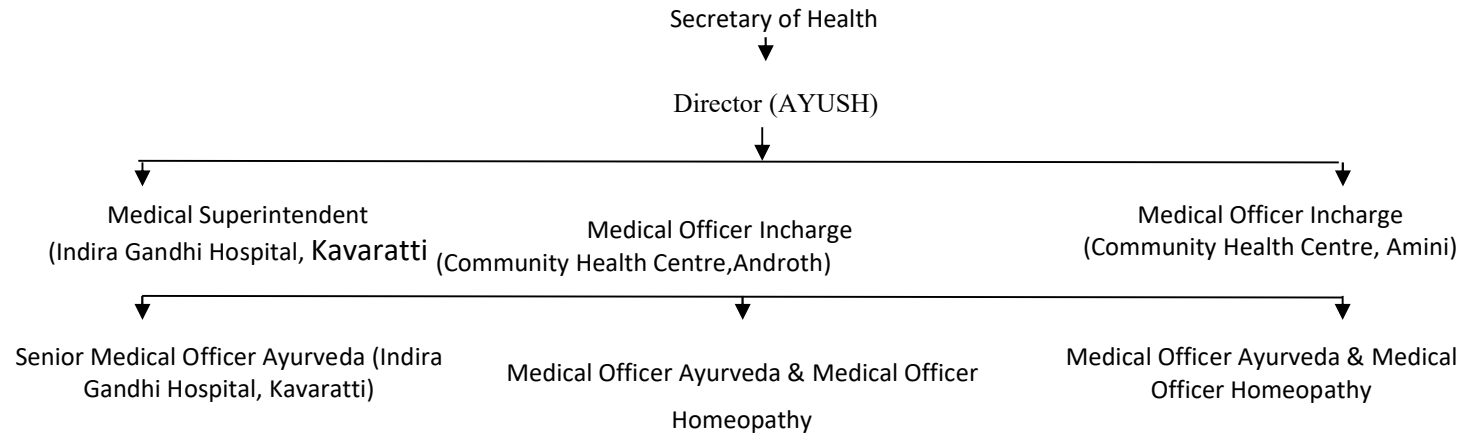 Secretary of Health
Director (AYUSH)
Medical Superintendent
(Indira Gandhi Hospital, Kavaratti
Medical Officer Incharge
(Community Health Centre,Androth)
Medical Officer Incharge
(Community Health Centre, Amini)
Senior Medical Officer Ayurveda (Indira
Gandhi Hospital, Kavaratti)
Medical Officer Ayurveda & Medical Officer
Homeopathy
Medical Officer Ayurveda & Medical
Officer Homeopathy